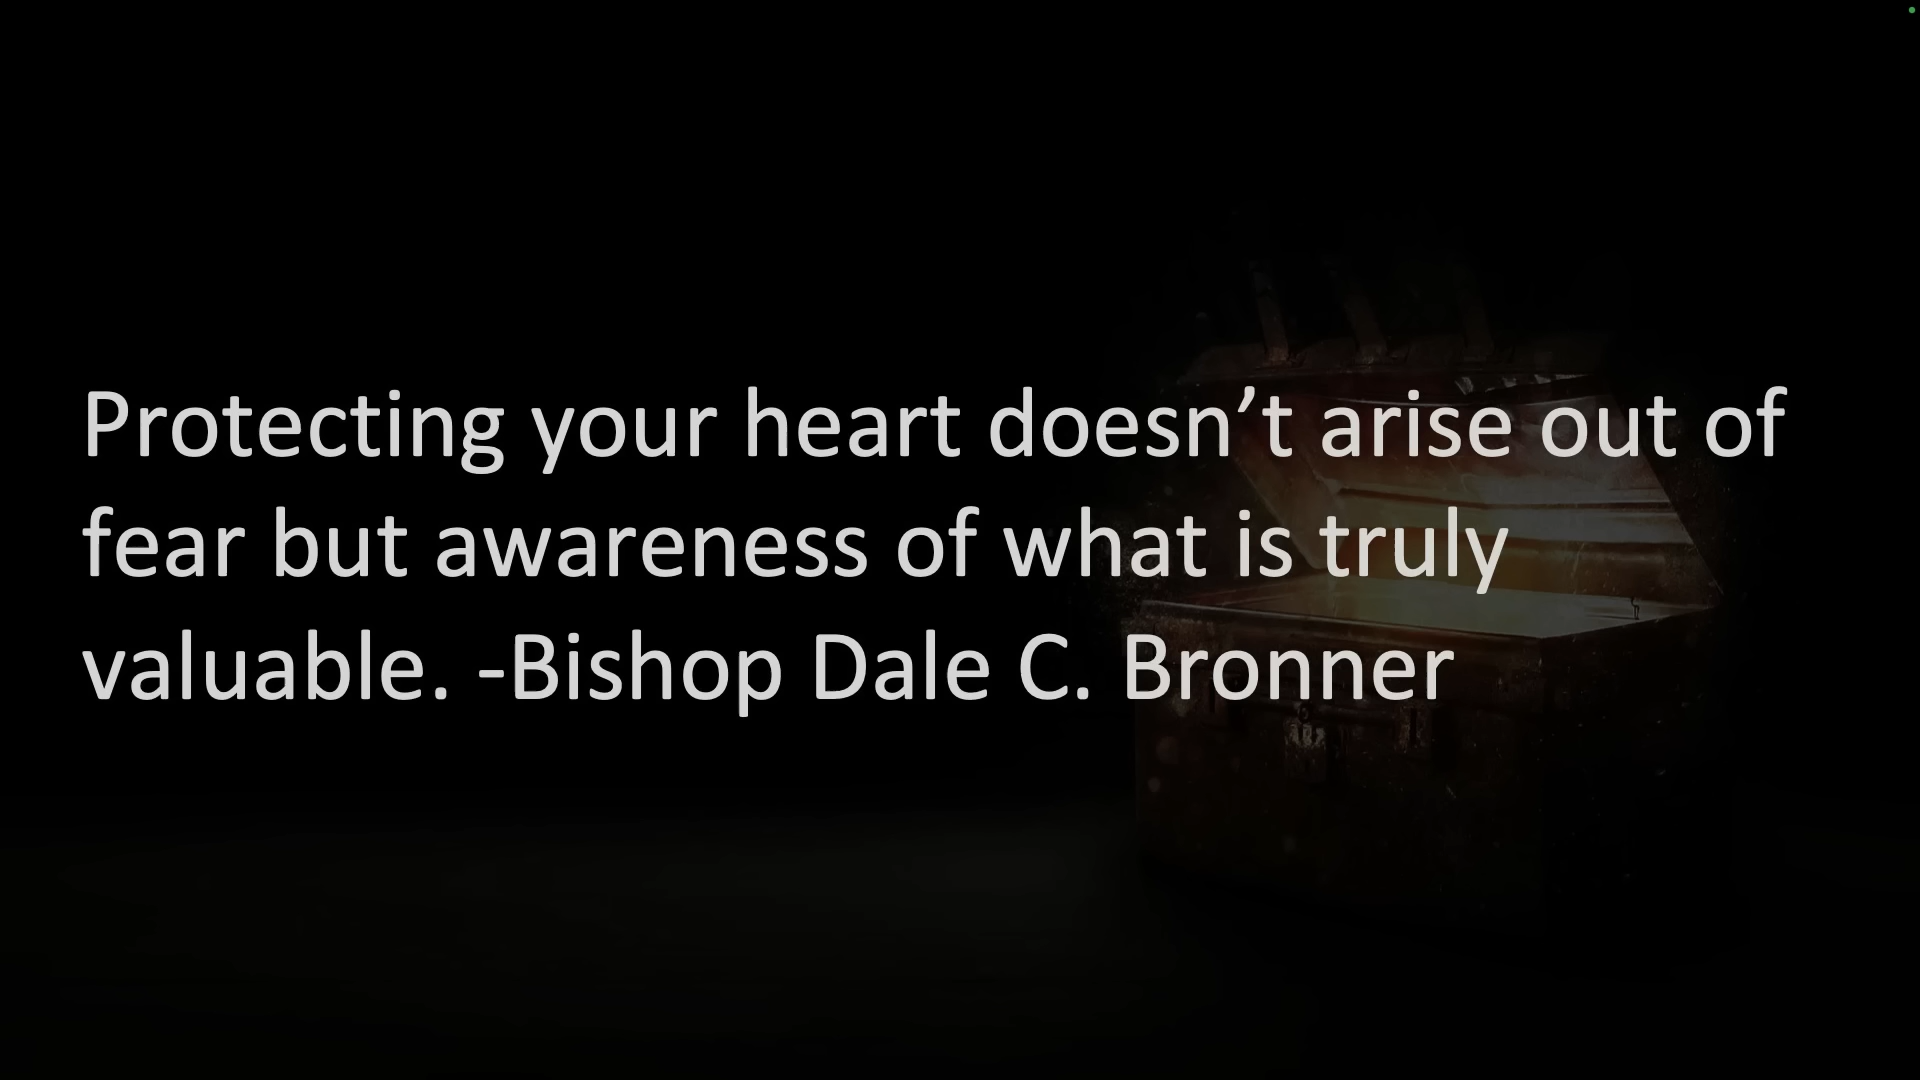 Protecting your heart doesn’t arise out of
fear but awareness of what is truly
valuable. -Bishop Dale C. Bronner